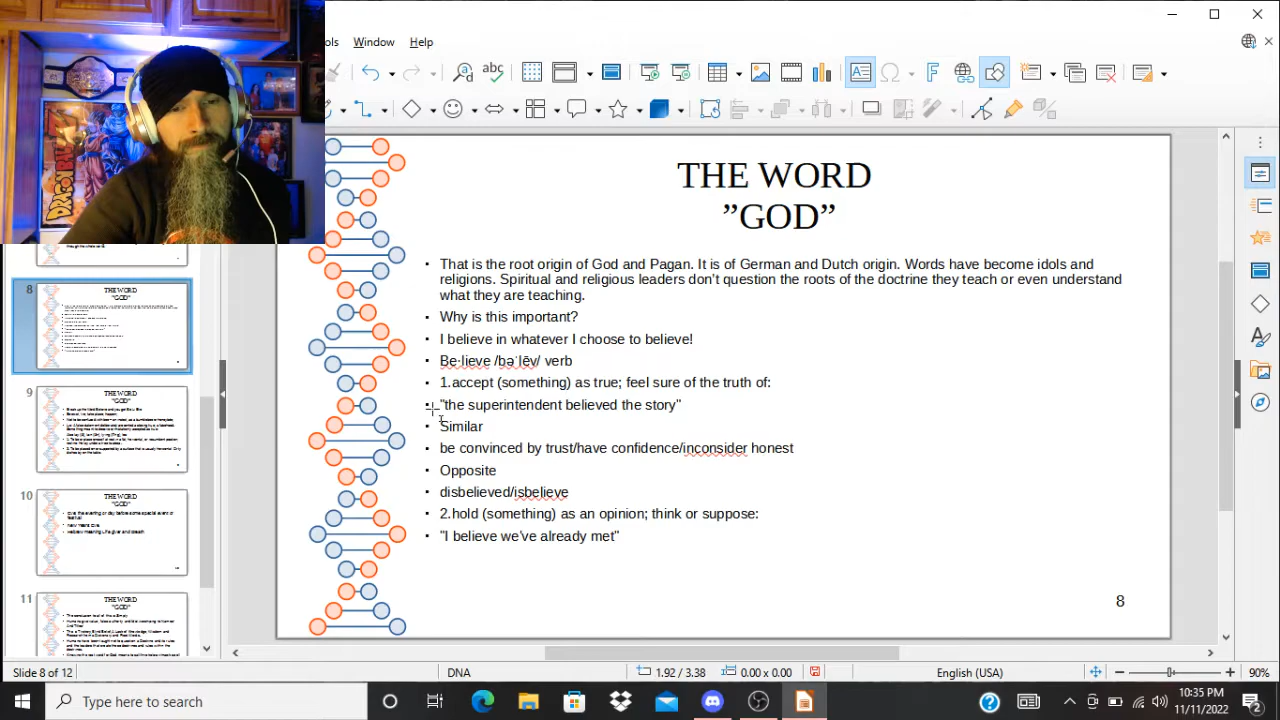 DRAGONBALL
ols Window Help
abc
THE WORD
”GOD”
• That is the root origin of God and Pagan. It is of German and Dutch origin. Words have become idols and
religions. Spiritual and religious leaders don’t question the roots of the doctrine they teach or even understand
what they are teaching.
• Why is this important?
• I believe in whatever I choose to believe!
• Be·lieve /bəˈlēv/ verb
• 1.accept (something) as true; feel sure of the truth of:
• "the superintendent believed the story"
• Similar
• be convinced by trust/have confidence/inconsider honest
• Opposite
• disbelieved/isbelieve
• 2.hold (something) as an opinion; think or suppose:
• "I believe we've already met"
8
8
THE WORD
”GOD”
9
THE WORD
”GOD”
10
THE WORD
”GOD”
11
THE WORD
”GOD”
Slide 8 of 12
DNA
1.92 / 3.38
0.00 x 0.00
English (USA)
90%
Type here to search
10:35 PM
11/11/2022
2